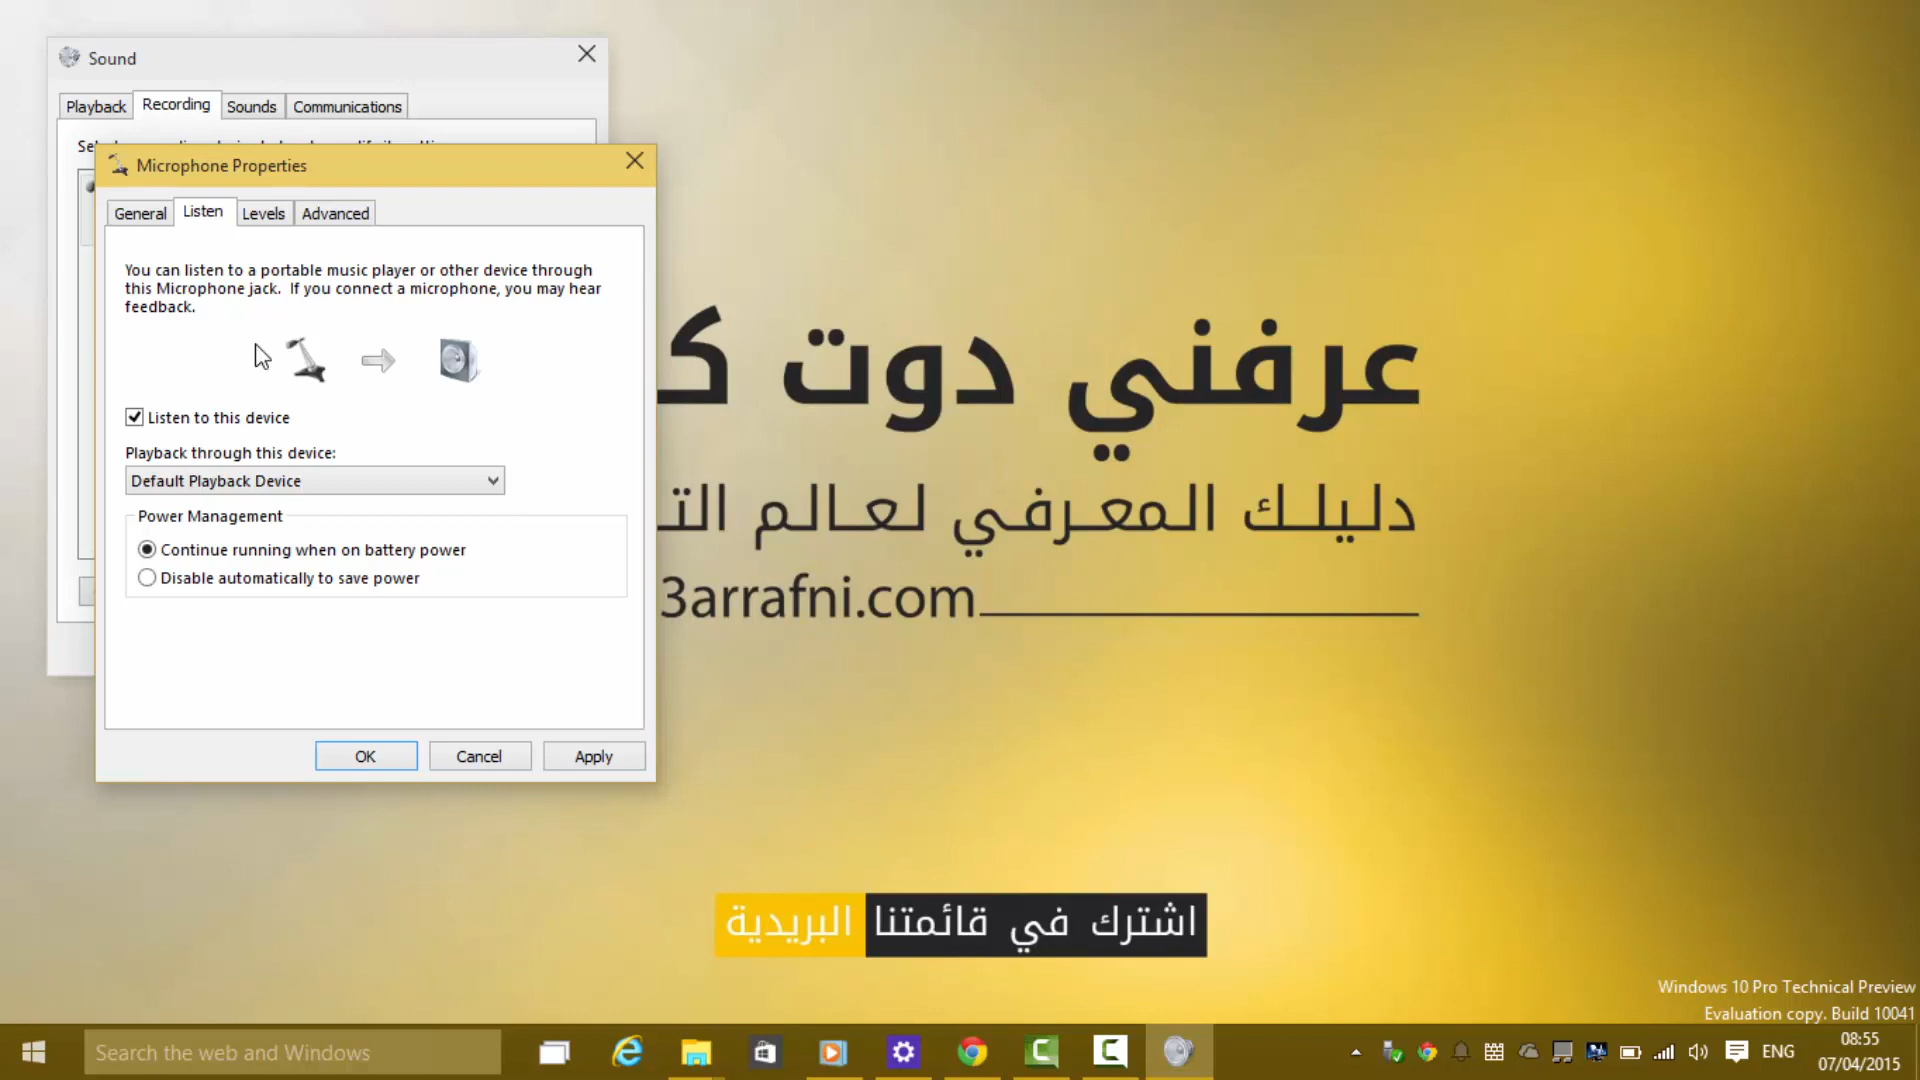 Sound
Playback
Recording
Sounds
Communications
Microphone Properties
General
Listen
Levels
Advanced
You can listen to a portable music player or other device through
this Microphone jack. If you connect a microphone, you may hear
feedback.
Listen to this device
Playback through this device:
Default Playback Device
Power Management
Continue running when on battery power
Disable automatically to save power
OK
Cancel
Apply
عرفني دوت ك
دليلك المعرفي لعالم الت
3arrafni.com
اشترك في قائمتنا البريدية
Windows 10 Pro Technical Preview
Evaluation copy. Build 10041
Search the web and Windows
ENG
08:55
07/04/2015